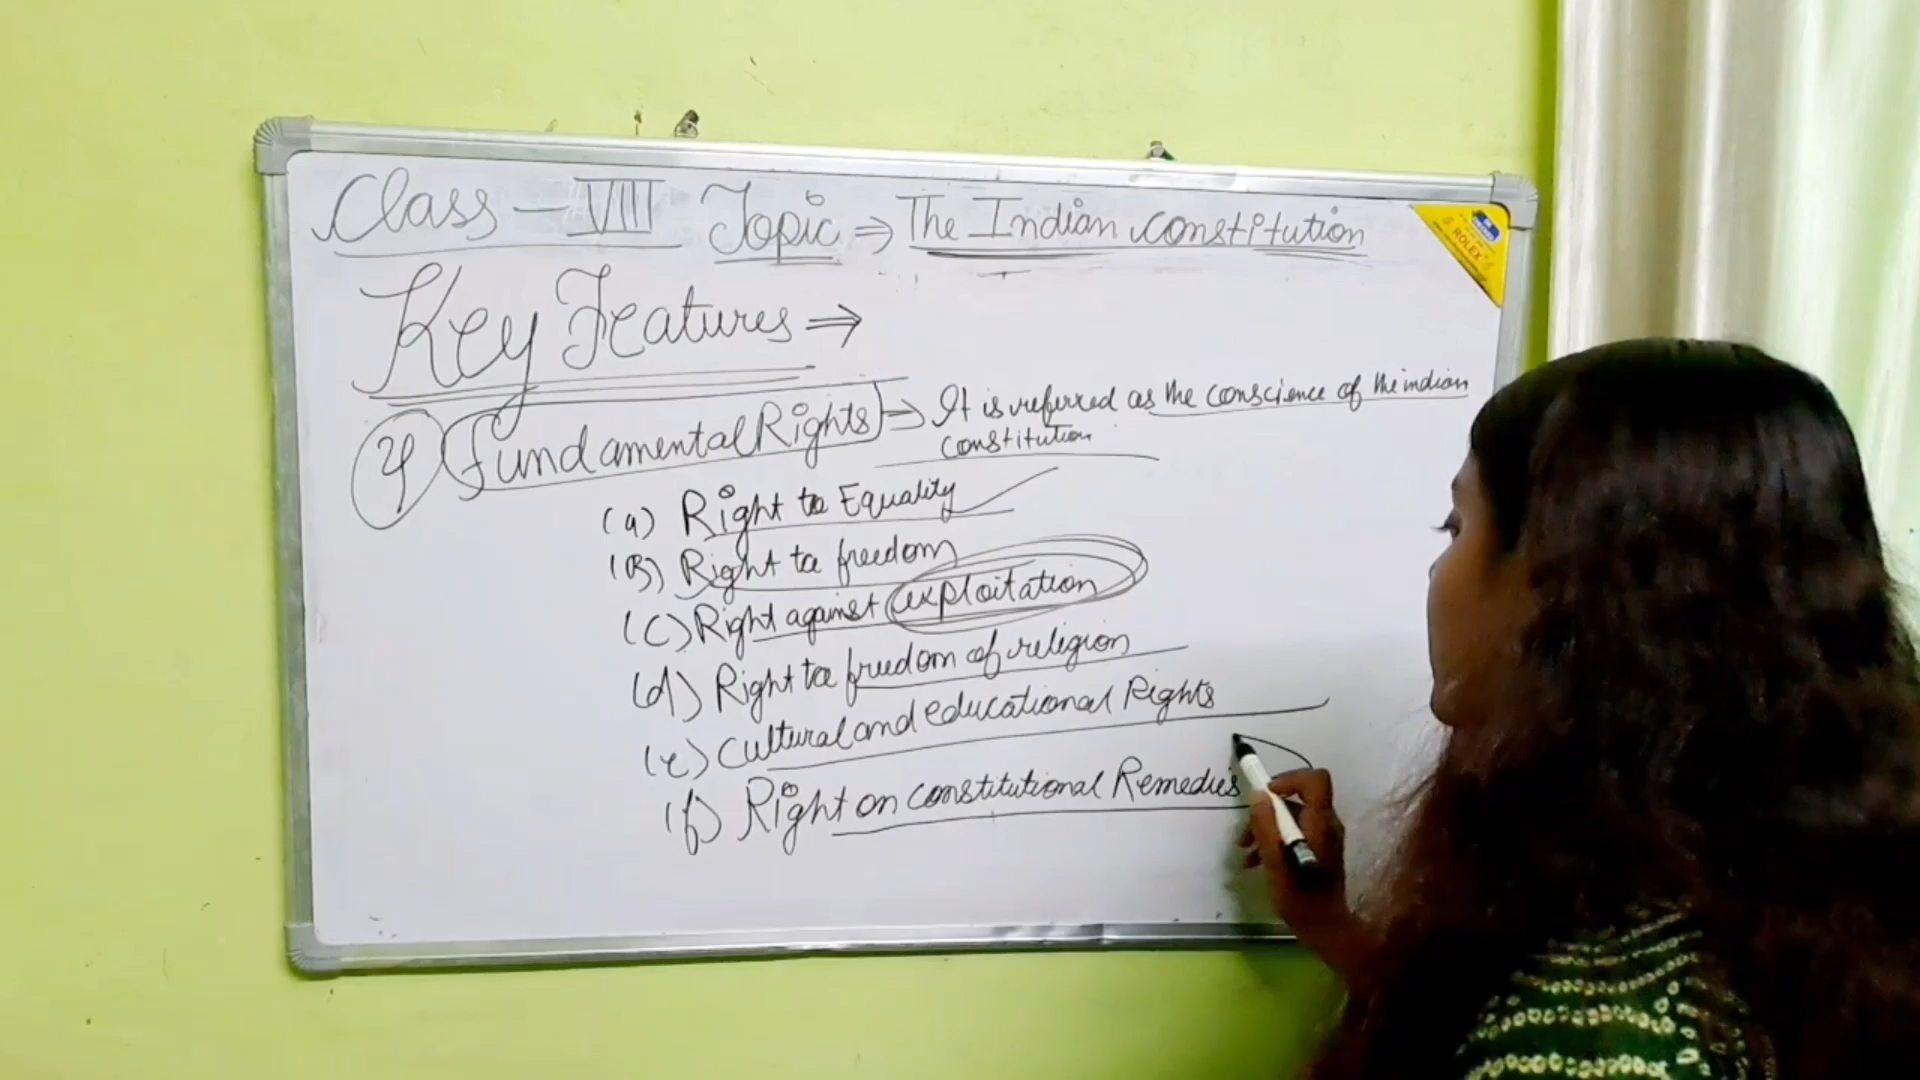 Class - VIII Topic ⇒ The Indian constitution
Key Features ⇒
4 Fundamental Rights → It is referred as the conscience of the indian
constitution
(a) Right to Equality
(B) Right to freedom
(C) Right against exploitation
(d) Right to freedom of religion
(e) Cultural and educational Rights
(f) Right on constitutional Remedies
ROLEX